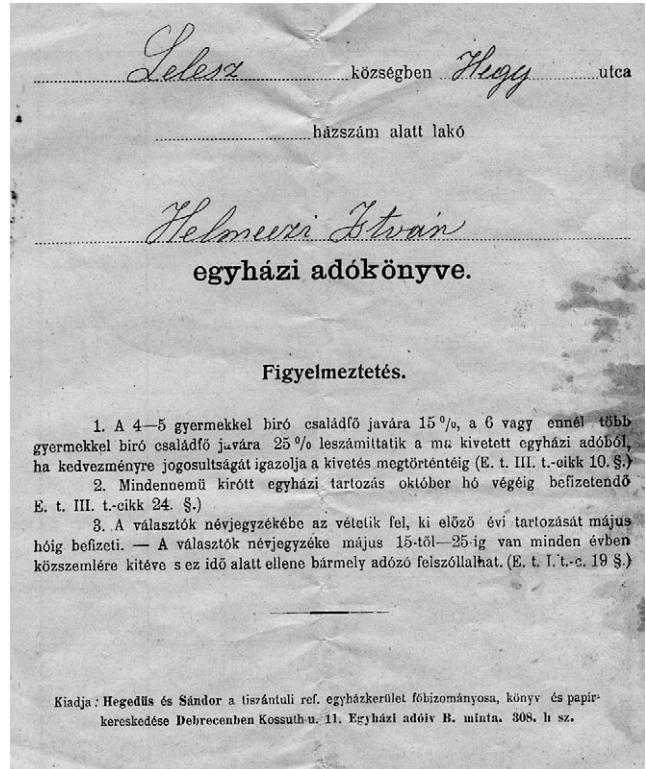 Lelesz községben Hegy utca
házszám alatt lakó
Helmeczi István
egyházi adókönyve.
Figyelmeztetés.
1. A 4—5 gyermekkel biró családfő javára 15 %, a 6 vagy ennél több
gyermekkel biró családfő javára 25 % leszámittatik a ma kivetett egyházi adóból,
ha kedvezményre jogosultságát igazolja a kivetés megtörténtéig (E. t. III. t.-cikk 10. §.)
2. Mindennemű kirótt egyházi tartozás október hó végéig befizetendő
E. t. III. t.-cikk 24. §.)
3. A választók névjegyzékébe az vétetik fel, ki előző évi tartozását május
hóig befizeti. — A választók névjegyzéke május 15-től—25-ig van minden évben
közszemlére kitéve s ez idő alatt ellene bármely adózó felszóllalhat. (E. t. I. t.-c. 19 §.)
Kiadja: Hegedüs és Sándor a tiszántuli ref. egyházkerület főbizományosa, könyv és papir-
kereskedése Debrecenben Kossuth-u. 11. Egyházi adóiv B. minta. 308. h sz.